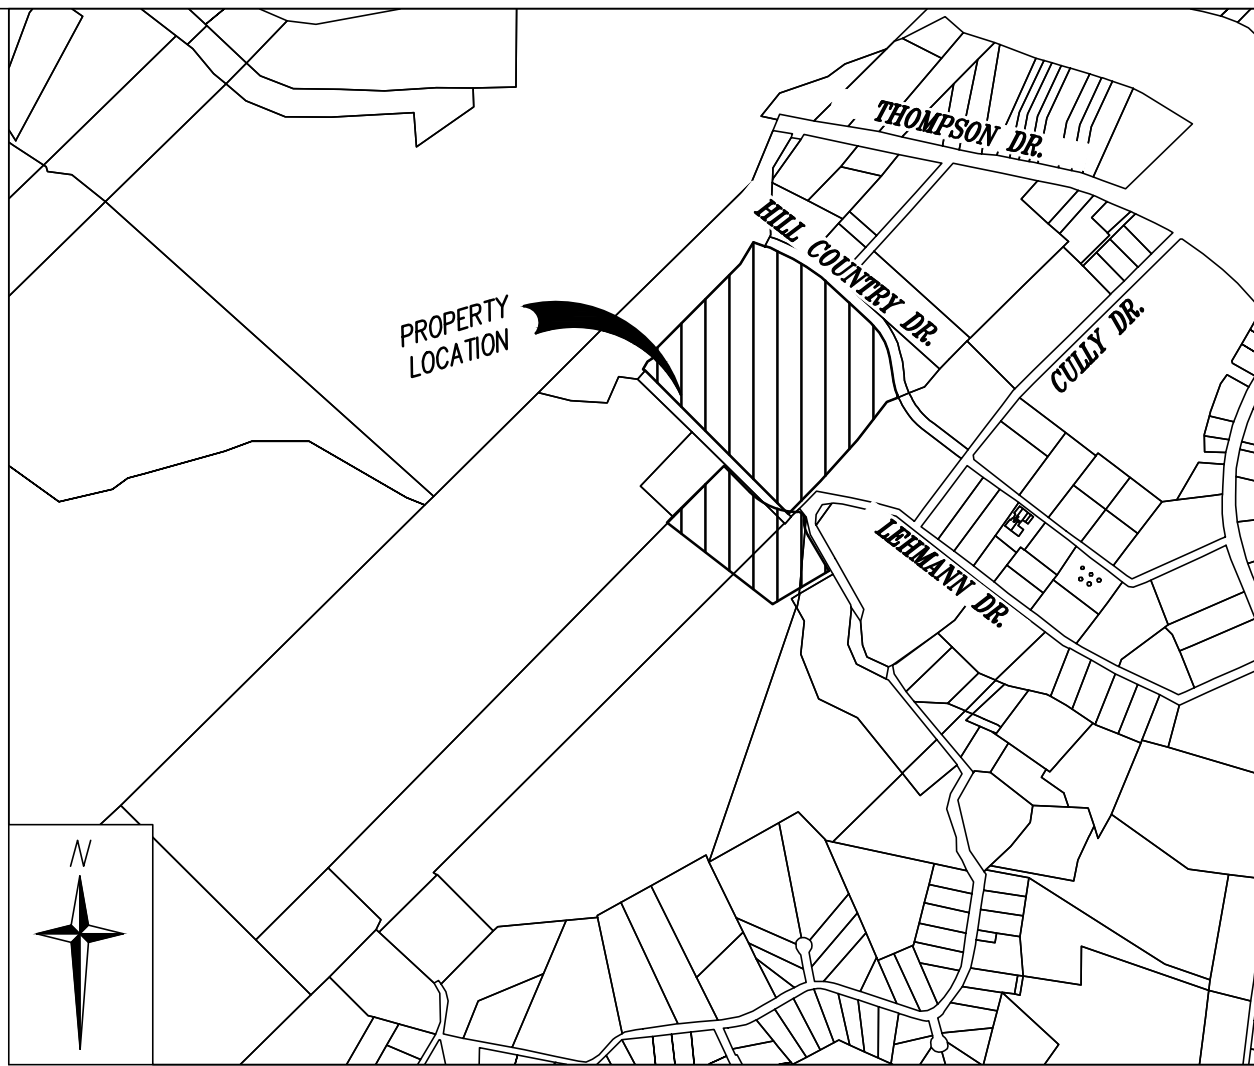 THOMPSON DR.
HILL COUNTRY DR.
PROPERTY
LOCATION
CULLY DR.
LEHMANN DR.
N